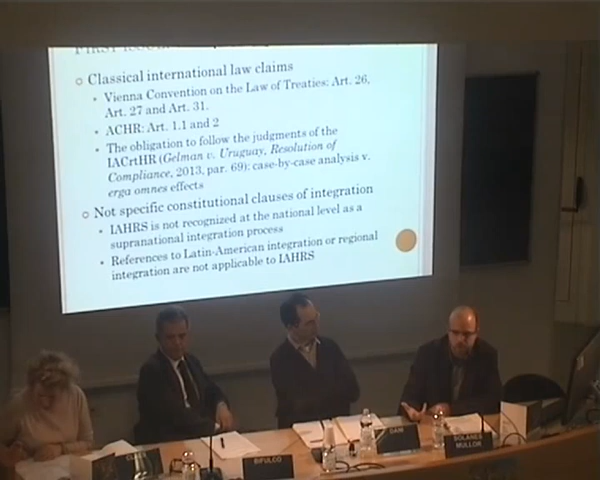 Classical international law claims
Vienna Convention on the Law of Treaties: Art. 26,
Art. 27 and Art. 31.
ACHR: Art. 1.1 and 2
The obligation to follow the judgments of the
IACrtHR (Gelman v. Uruguay, Resolution of
Compliance, 2013, par. 69): case-by-case analysis v.
erga omnes effects
Not specific constitutional clauses of integration
IAHRS is not recognized at the national level as a
supranational integration process
References to Latin-American integration or regional
integration are not applicable to IAHRS
BIFULCO
SOLANES
MULLOR